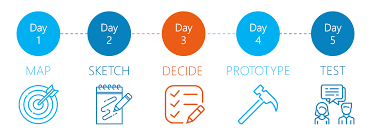 Day 1
Day 2
Day 3
Day 4
Day 5
MAP
SKETCH
DECIDE
PROTOTYPE
TEST